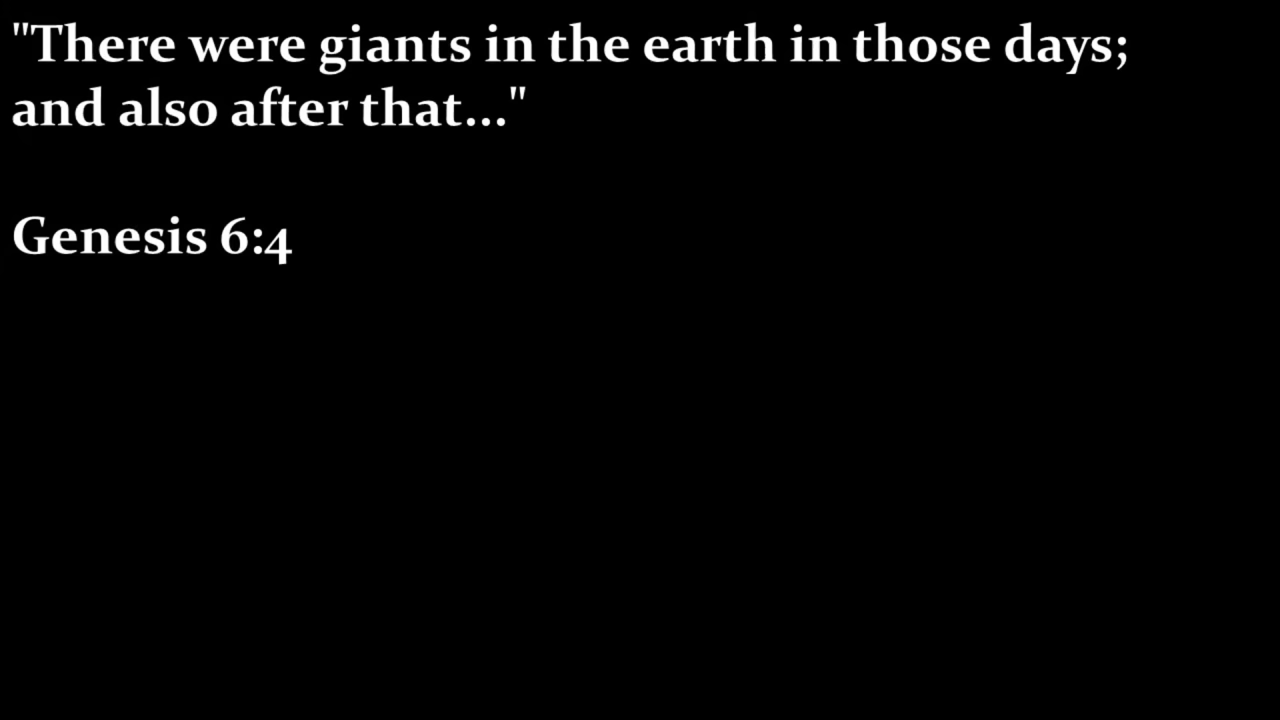 "There were giants in the earth in those days;
and also after that..."
Genesis 6:4